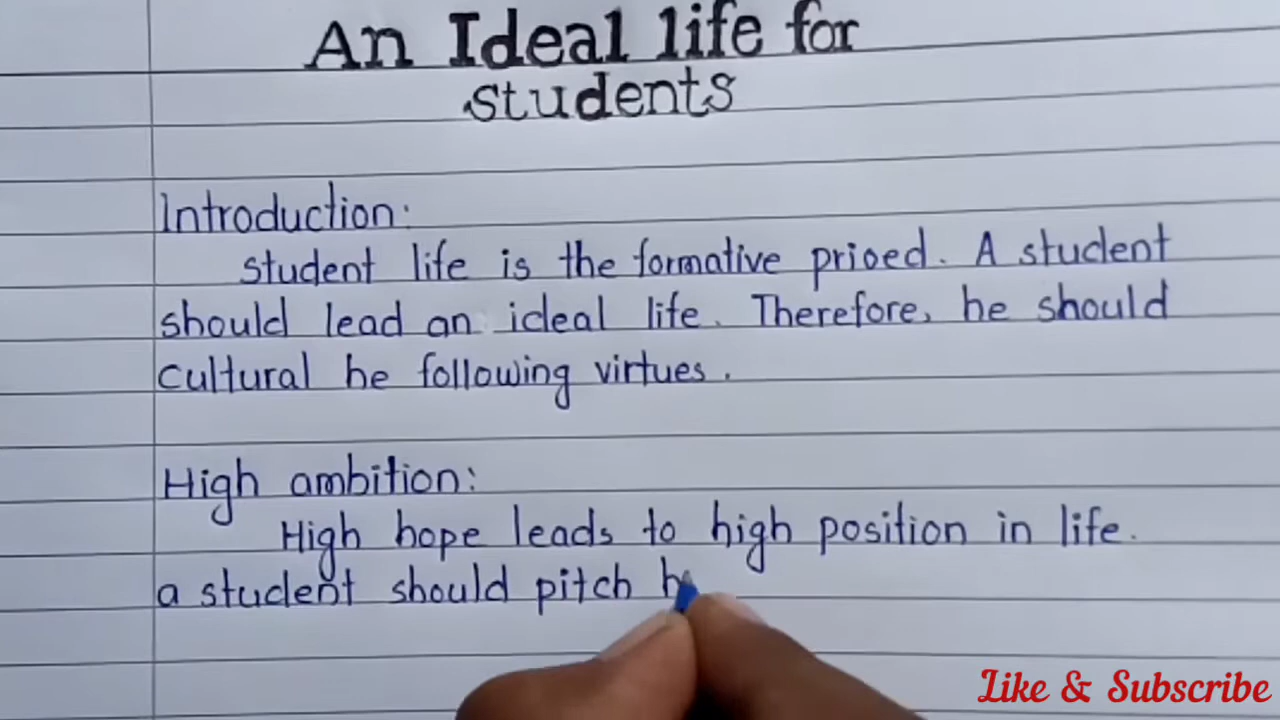 An Ideal life for
students
Introduction:
student life is the formative prioed. A student
should lead an ideal life. Therefore, he should
cultural he following virtues.
High ambition:
High hope leads to high position in life.
a student should pitch h
Like & Subscribe